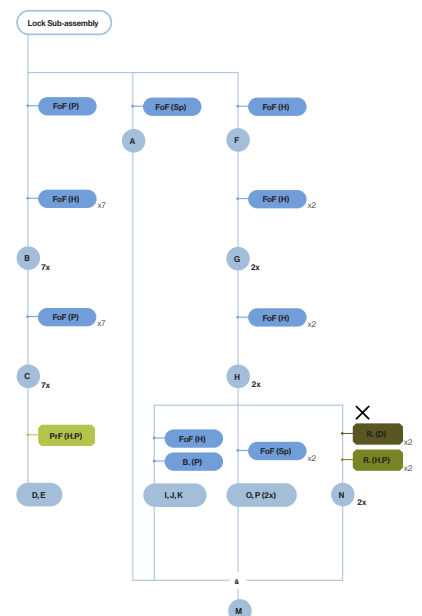 Lock Sub-assembly
FoF (P)
FoF (Sp)
FoF (H)
A
F
FoF (H)
x7
FoF (H)
x2
B
7x
G
2x
FoF (P)
x7
FoF (H)
x2
C
7x
H
2x
PrF (H.P)
FoF (H)
B. (P)
FoF (Sp)
x2
R. (D)
x2
R. (H.P)
x2
D, E
I, J, K
O, P (2x)
N
2x
&
M